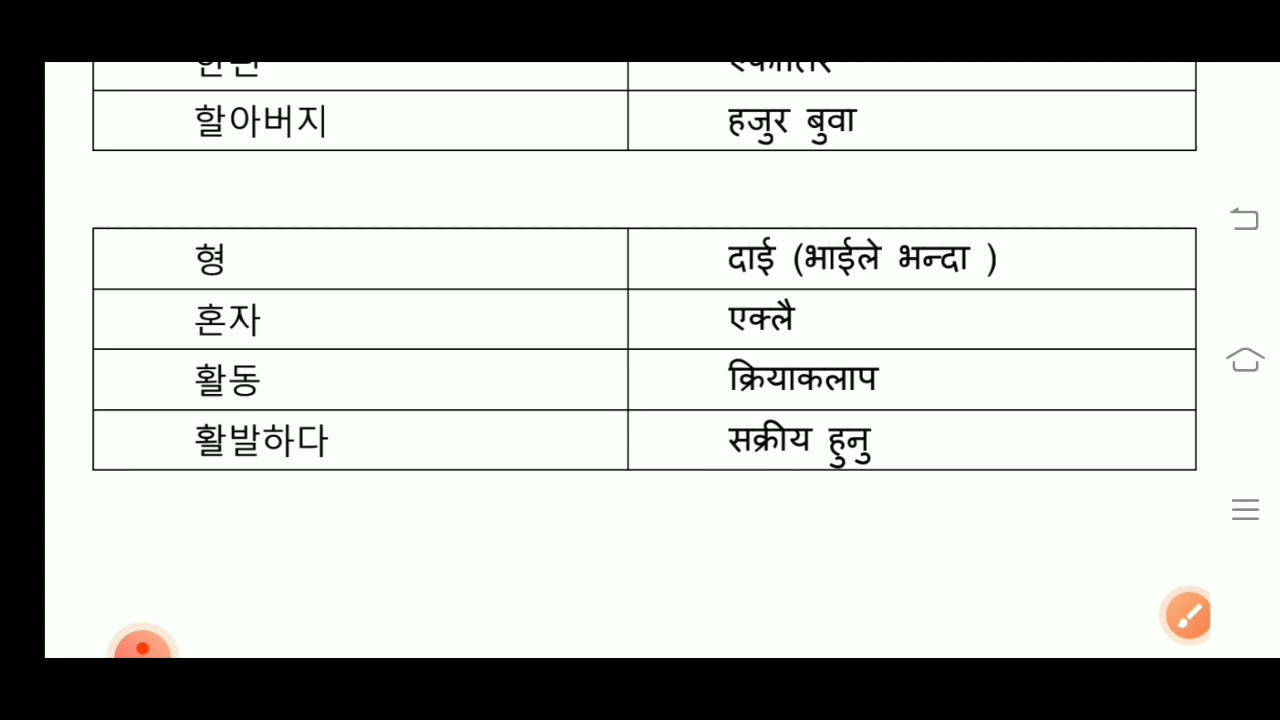 할아버지 हजुर बुवा
형 दाई (भाईले भन्दा )
혼자 एक्लै
활동 क्रियाकलाप
활발하다 सक्रीय हुनु